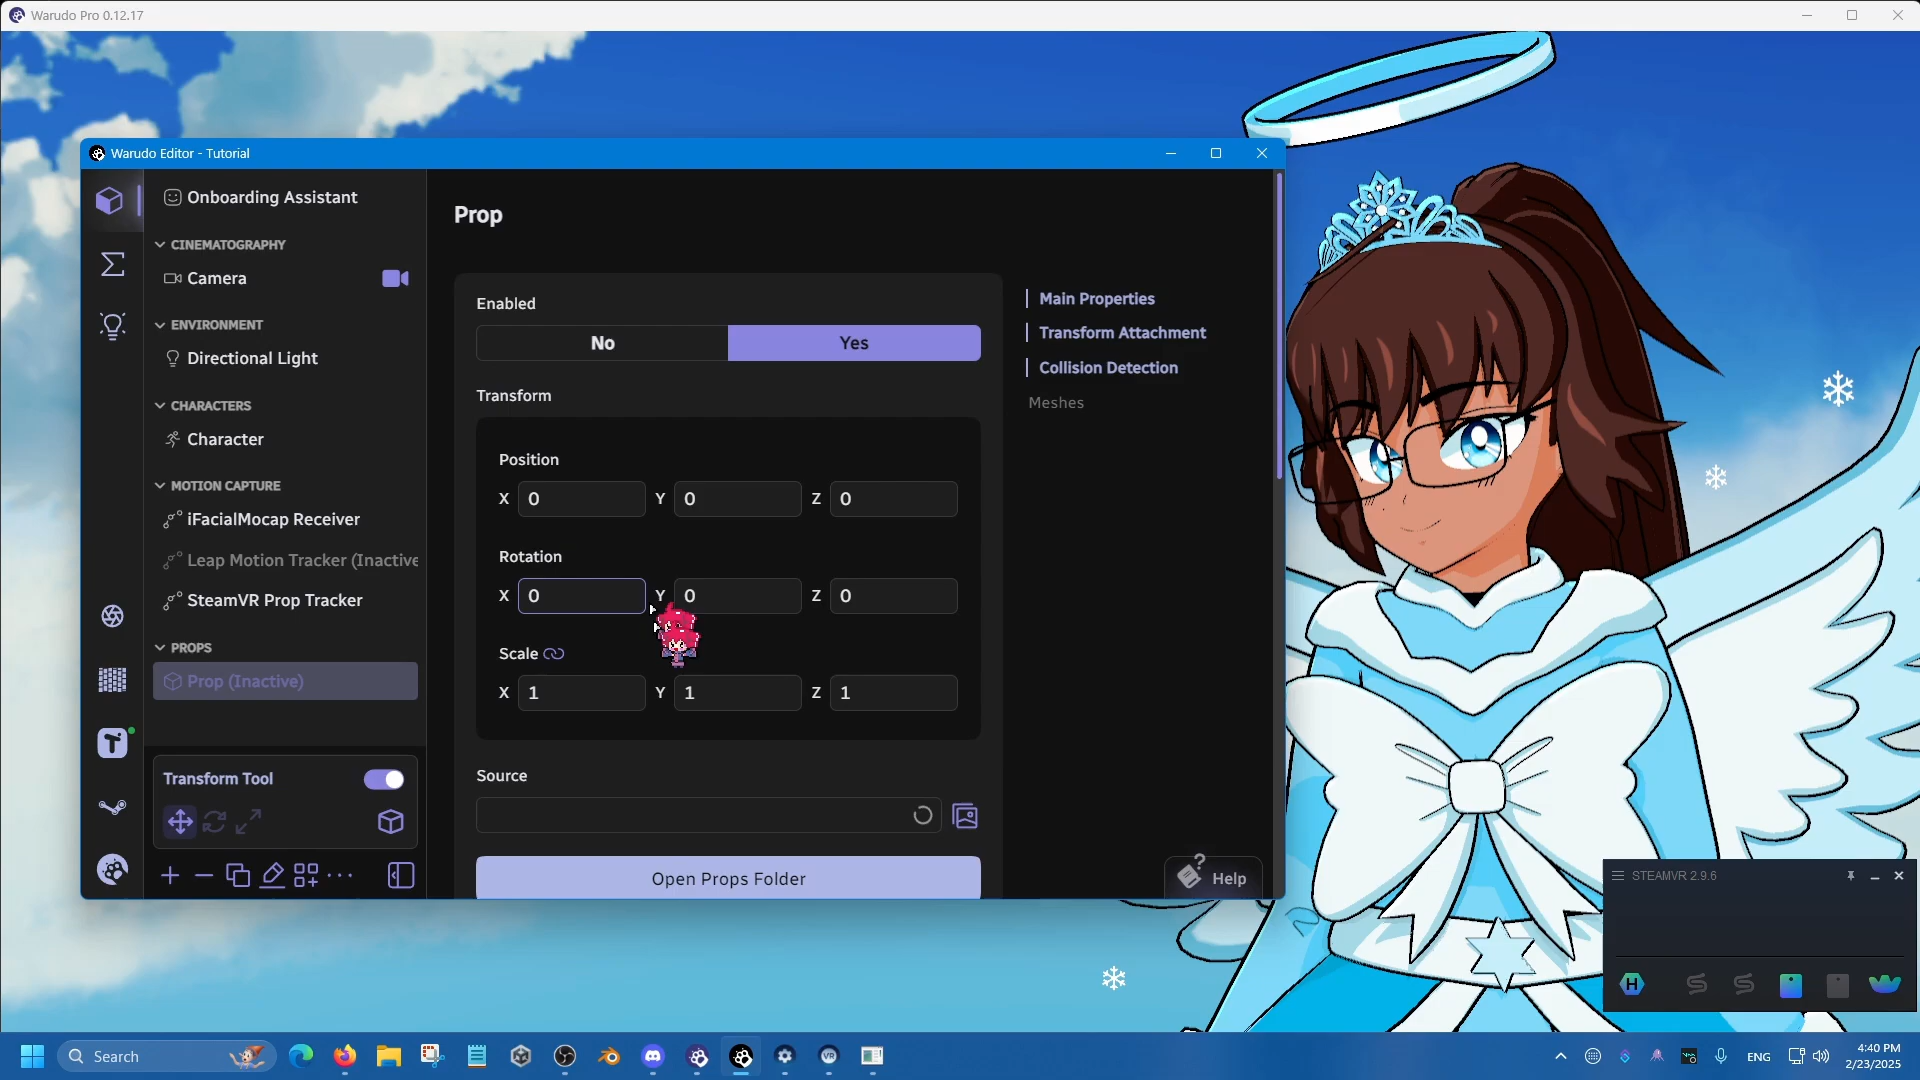 Warudo Pro 0.12.17
Warudo Editor - Tutorial
Onboarding Assistant
CINEMATOGRAPHY
Camera
ENVIRONMENT
Directional Light
CHARACTERS
Character
MOTION CAPTURE
iFacialMocap Receiver
Leap Motion Tracker (Inactive
SteamVR Prop Tracker
PROPS
Prop (Inactive)
Transform Tool
Prop
Enabled
No Yes
Transform
Position
X 0 Y 0 Z 0
Rotation
X 0 Y 0 Z 0
Scale
X 1 Y 1 Z 1
Source
Open Props Folder
Main Properties
Transform Attachment
Collision Detection
Meshes
? Help
STEAMVR 2.9.6
H
T
Search
VR
ENG
4:40 PM
2/23/2025